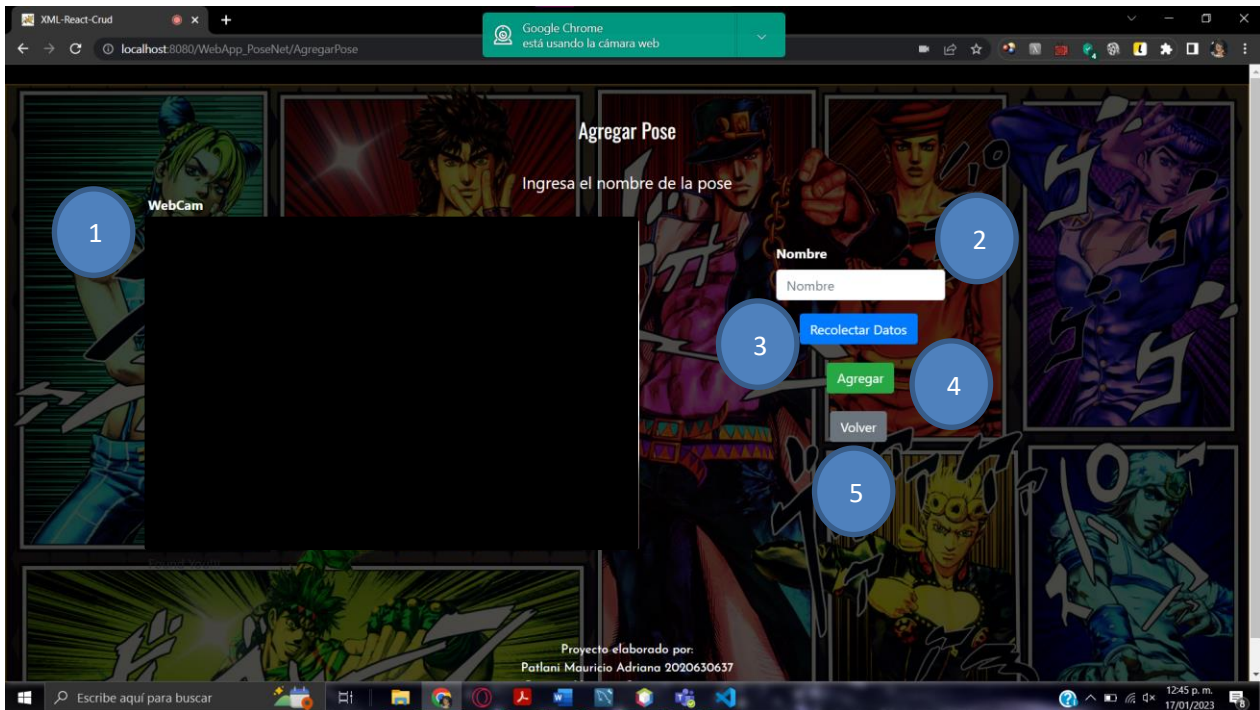 XML-React-Crud
Google Chrome
está usando la cámara web
localhost:8080/WebApp_PoseNet/AgregarPose
4
Agregar Pose
Ingresa el nombre de la pose
WebCam
1
2
Nombre
Nombre
Recolectar Datos
3
Agregar
4
Volver
5
Proyecto elaborado por:
Patlani Mauricio Adriana 2020630637
Escribe aquí para buscar
12:45 p. m.
17/01/2023
8